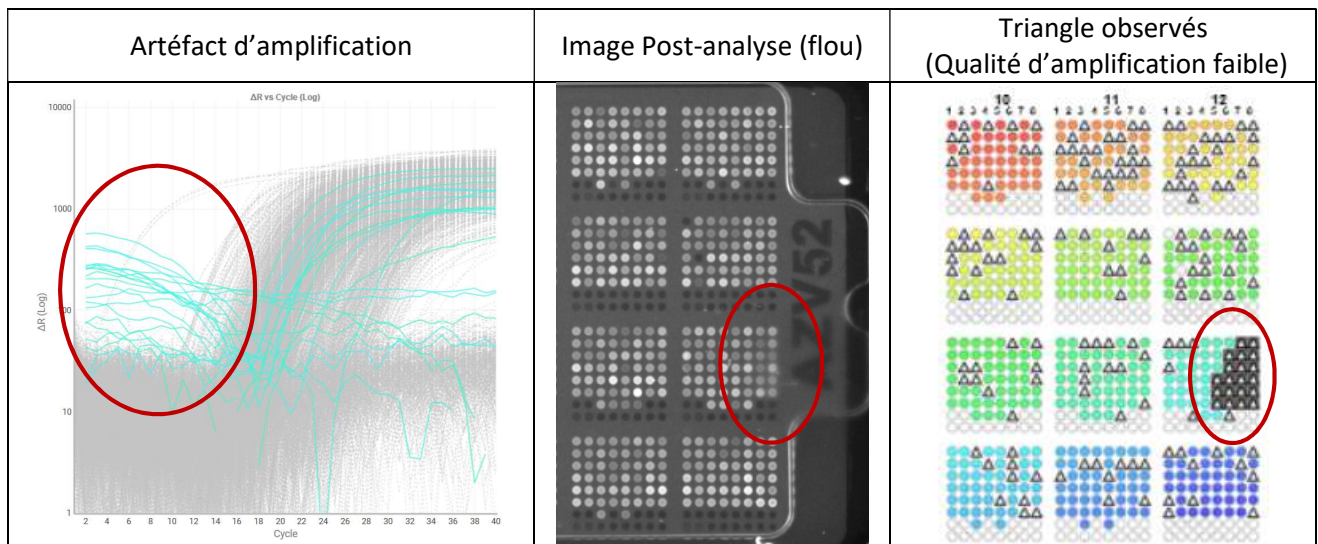 Artéfact d’amplification
Image Post-analyse (flou)
Triangle observés
(Qualité d’amplification faible)
ΔR vs Cycle (Log)
10000
1000
100
10
1
ΔR (Log)
2 4 6 8 10 12 14 16 18 20 22 24 26 28 30 32 34 36 38 40
Cycle
AZV52
10 11 12
1 2 3 4 5 6 7 8 1 2 3 4 5 6 7 8 1 2 3 4 5 6 7 8